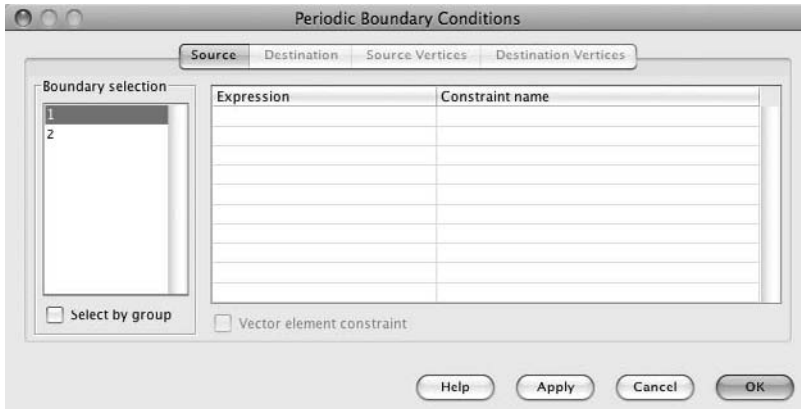 Periodic Boundary Conditions
Source Destination Source Vertices Destination Vertices
Boundary selection
1
2
Select by group
Expression Constraint name
Vector element constraint
Help Apply Cancel OK